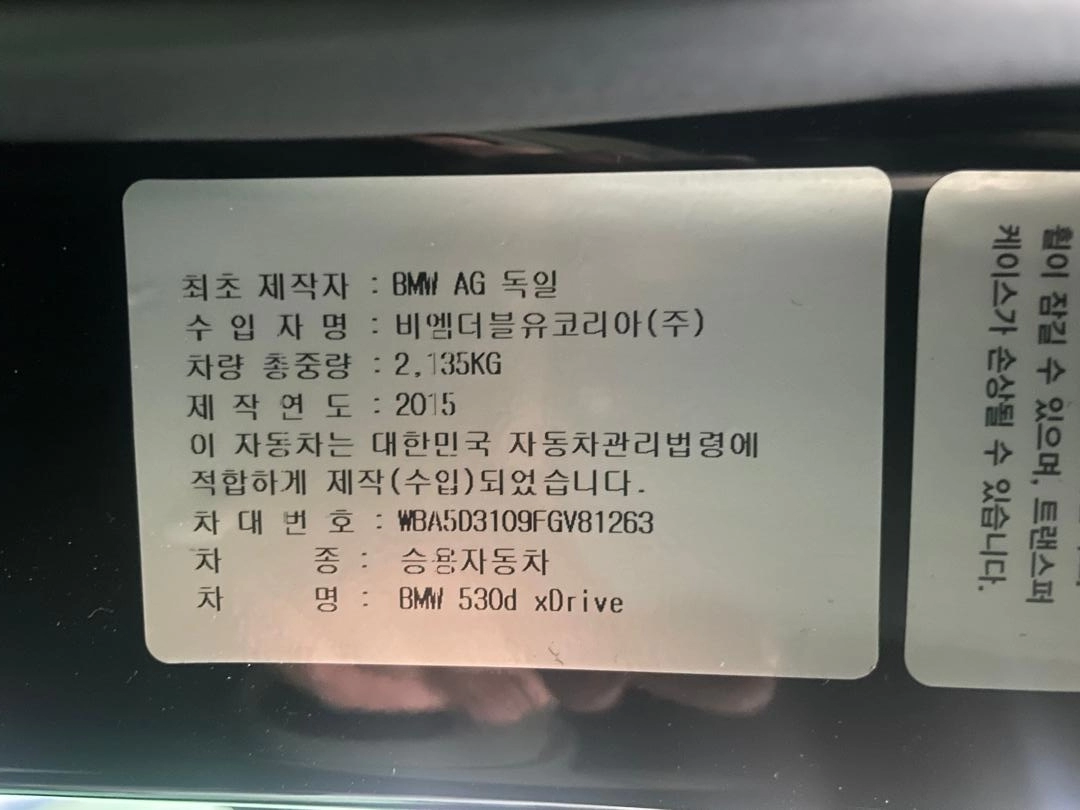 최초 제작자 : BMW AG 독일
수 입 자 명 : 비엠더블유코리아(주)
차량 총중량 : 2,135KG
제 작 연 도 : 2015
이 자동차는 대한민국 자동차관리법령에
적합하게 제작(수입)되었습니다.
차 대 번 호 : WBA5D3109FGV81263
차 종 : 승용자동차
차 명 : BMW 530d xDrive
휠이 잠길 수 있으며, 트랜스퍼
케이스가 손상될 수 있습니다.